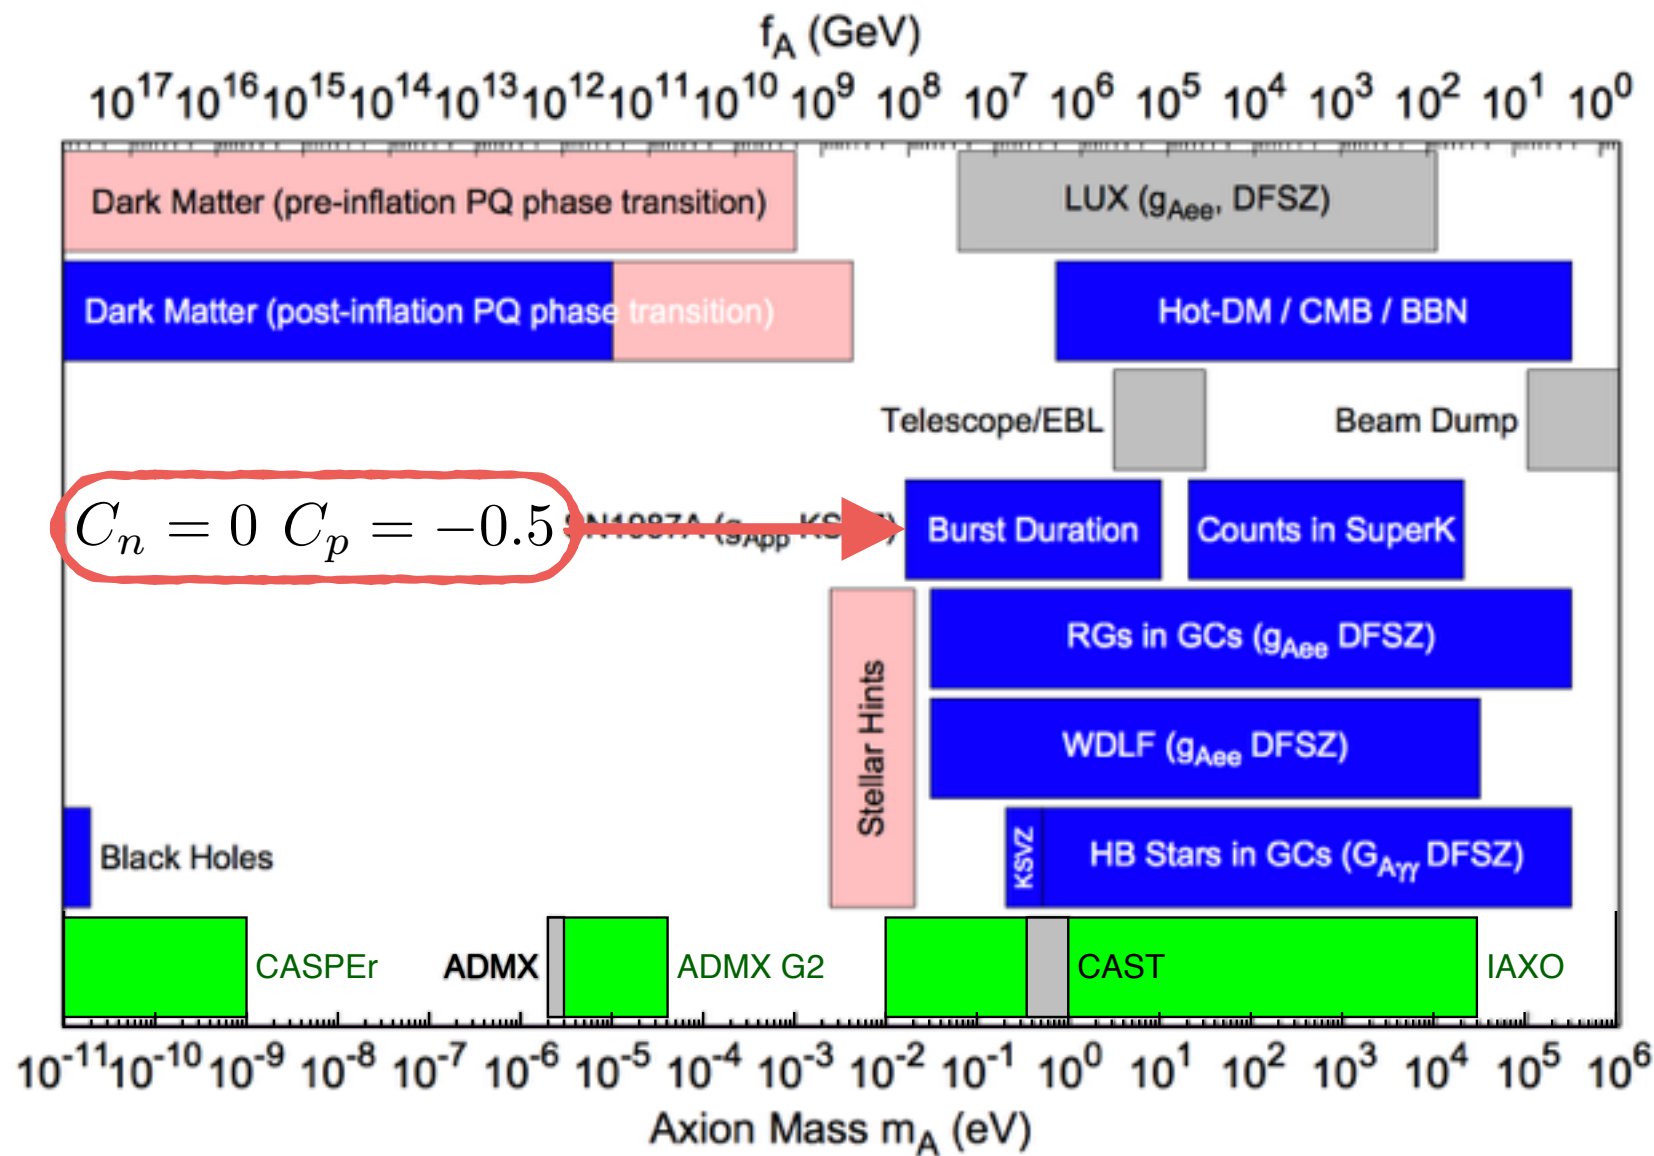 f_A (GeV)
10^17 10^16 10^15 10^14 10^13 10^12 10^11 10^10 10^9 10^8 10^7 10^6 10^5 10^4 10^3 10^2 10^1 10^0
Dark Matter (pre-inflation PQ phase transition)
LUX (g_Aee, DFSZ)
Dark Matter (post-inflation PQ phase transition)
Hot-DM / CMB / BBN
Telescope/EBL
Beam Dump
C_n = 0 C_p = −0.5
SN1987A (g_App KSVZ)
Burst Duration
Counts in SuperK
RGs in GCs (g_Aee DFSZ)
Stellar Hints
WDLF (g_Aee DFSZ)
Black Holes
KSVZ
HB Stars in GCs (G_Aγγ DFSZ)
CASPEr
ADMX
ADMX G2
CAST
IAXO
10^-11 10^-10 10^-9 10^-8 10^-7 10^-6 10^-5 10^-4 10^-3 10^-2 10^-1 10^0 10^1 10^2 10^3 10^4 10^5 10^6
Axion Mass m_A (eV)